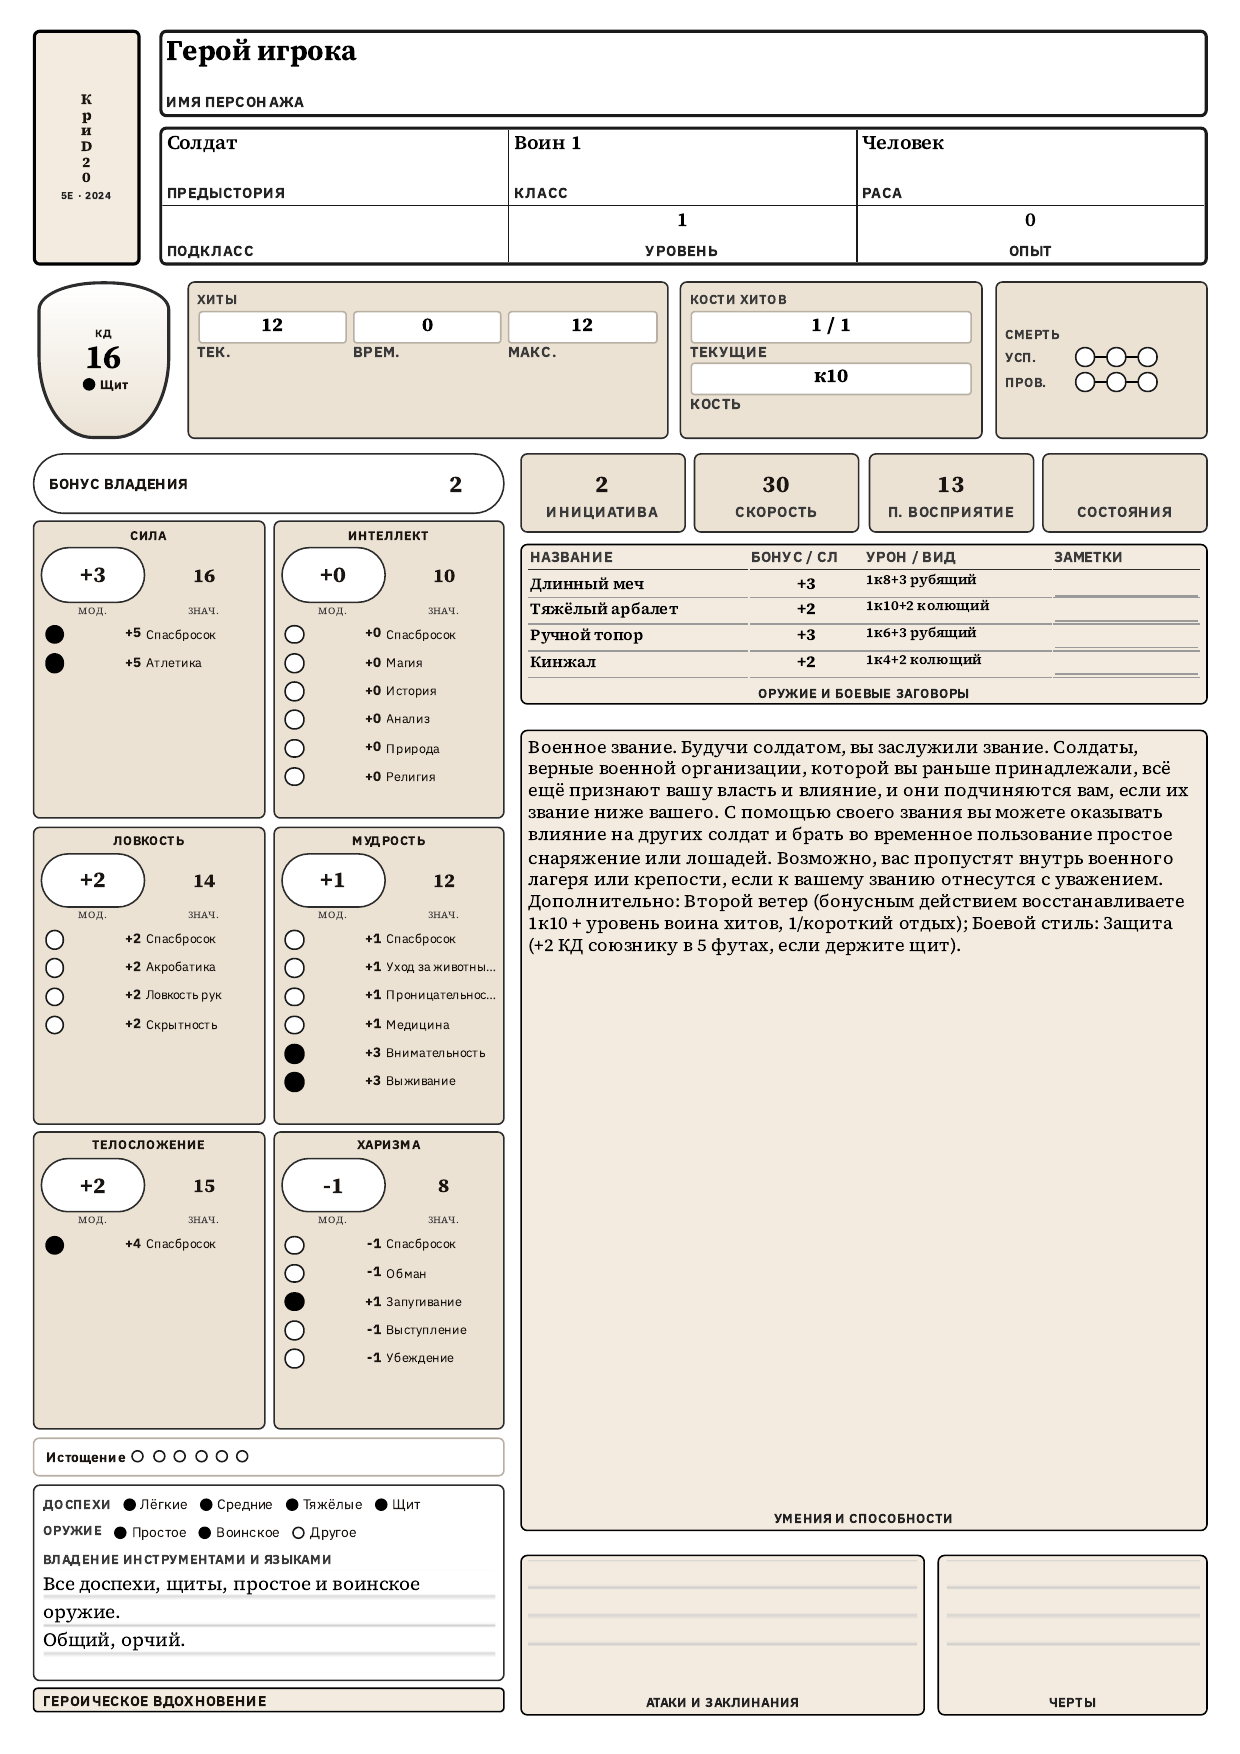 КриD20
5E · 2024
Герой игрока
ИМЯ ПЕРСОНАЖА
Солдат
ПРЕДЫСТОРИЯ
Воин 1
КЛАСС
Человек
РАСА
ПОДКЛАСС
1
УРОВЕНЬ
0
ОПЫТ
КД
16
Щит
ХИТЫ
12 0 12
ТЕК. ВРЕМ. МАКС.
КОСТИ ХИТОВ
1 / 1
ТЕКУЩИЕ
к10
КОСТЬ
СМЕРТЬ
УСП.
ПРОВ.
БОНУС ВЛАДЕНИЯ 2
2
ИНИЦИАТИВА
30
СКОРОСТЬ
13
П. ВОСПРИЯТИЕ
СОСТОЯНИЯ
СИЛА
+3 16
МОД. ЗНАЧ.
+5 Спасбросок
+5 Атлетика
ИНТЕЛЛЕКТ
+0 10
МОД. ЗНАЧ.
+0 Спасбросок
+0 Магия
+0 История
+0 Анализ
+0 Природа
+0 Религия
ЛОВКОСТЬ
+2 14
МОД. ЗНАЧ.
+2 Спасбросок
+2 Акробатика
+2 Ловкость рук
+2 Скрытность
МУДРОСТЬ
+1 12
МОД. ЗНАЧ.
+1 Спасбросок
+1 Уход за животны...
+1 Проницательнос...
+1 Медицина
+3 Внимательность
+3 Выживание
ТЕЛОСЛОЖЕНИЕ
+2 15
МОД. ЗНАЧ.
+4 Спасбросок
ХАРИЗМА
-1 8
МОД. ЗНАЧ.
-1 Спасбросок
-1 Обман
+1 Запугивание
-1 Выступление
-1 Убеждение
Истощение
ДОСПЕХИ Лёгкие Средние Тяжёлые Щит
ОРУЖИЕ Простое Воинское Другое
ВЛАДЕНИЕ ИНСТРУМЕНТАМИ И ЯЗЫКАМИ
Все доспехи, щиты, простое и воинское
оружие.
Общий, орчий.
ГЕРОИЧЕСКОЕ ВДОХНОВЕНИЕ
НАЗВАНИЕ БОНУС / СЛ УРОН / ВИД ЗАМЕТКИ
Длинный меч +3 1к8+3 рубящий
Тяжёлый арбалет +2 1к10+2 колющий
Ручной топор +3 1к6+3 рубящий
Кинжал +2 1к4+2 колющий
ОРУЖИЕ И БОЕВЫЕ ЗАГОВОРЫ
Военное звание. Будучи солдатом, вы заслужили звание. Солдаты,
верные военной организации, которой вы раньше принадлежали, всё
ещё признают вашу власть и влияние, и они подчиняются вам, если их
звание ниже вашего. С помощью своего звания вы можете оказывать
влияние на других солдат и брать во временное пользование простое
снаряжение или лошадей. Возможно, вас пропустят внутрь военного
лагеря или крепости, если к вашему званию отнесутся с уважением.
Дополнительно: Второй ветер (бонусным действием восстанавливаете
1к10 + уровень воина хитов, 1/короткий отдых); Боевой стиль: Защита
(+2 КД союзнику в 5 футах, если держите щит).
УМЕНИЯ И СПОСОБНОСТИ
АТАКИ И ЗАКЛИНАНИЯ
ЧЕРТЫ